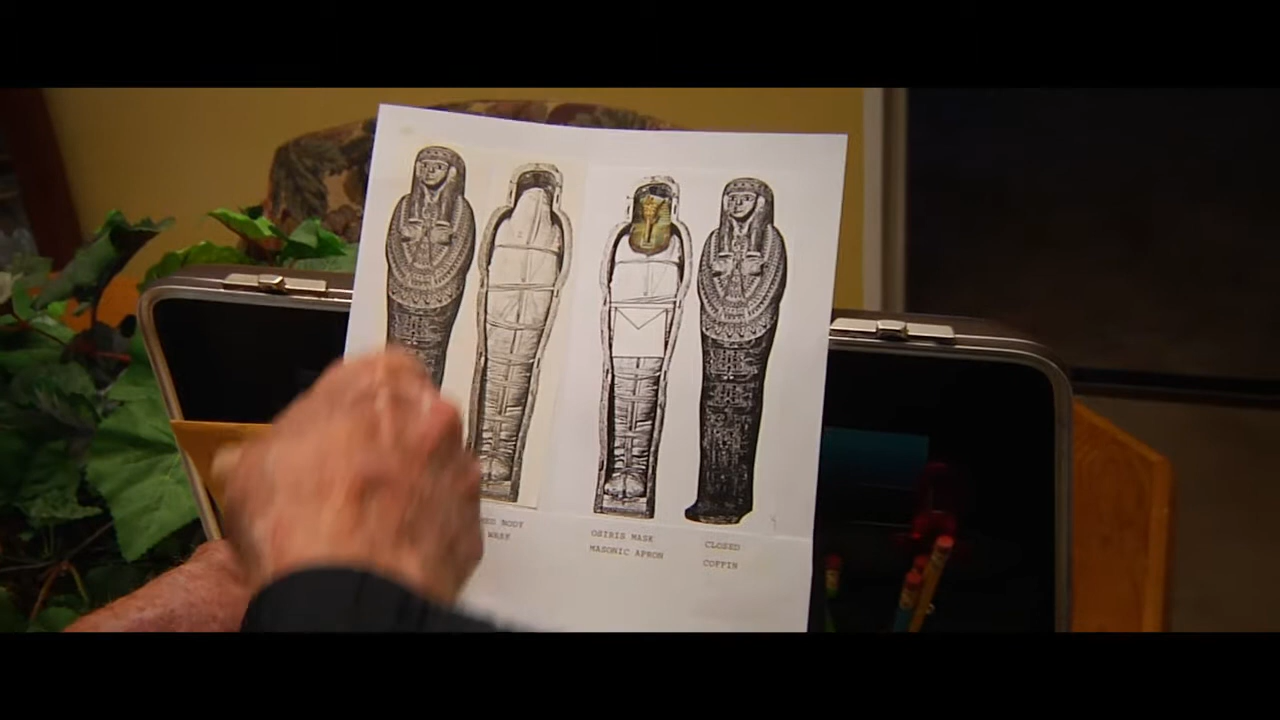 BODY
WRAP
OSIRIS MASK
MASONIC APRON
CLOSED
COFFIN